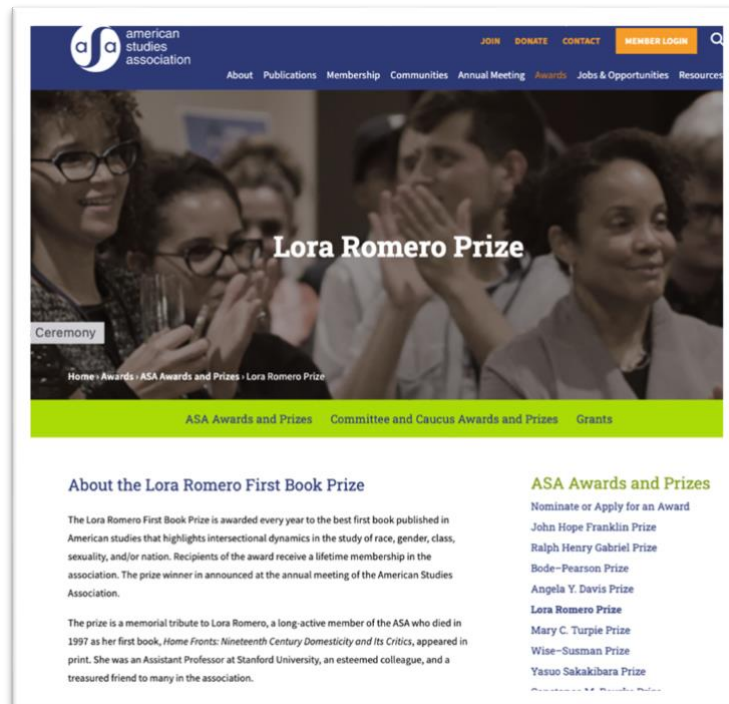 american
studies
association
JOIN DONATE CONTACT MEMBER LOGIN
About Publications Membership Communities Annual Meeting Awards Jobs & Opportunities Resources
Lora Romero Prize
Ceremony
Home › Awards › ASA Awards and Prizes › Lora Romero Prize
ASA Awards and Prizes Committee and Caucus Awards and Prizes Grants
About the Lora Romero First Book Prize
The Lora Romero First Book Prize is awarded every year to the best first book published in
American studies that highlights intersectional dynamics in the study of race, gender, class,
sexuality, and/or nation. Recipients of the award receive a lifetime membership in the
association. The prize winner in announced at the annual meeting of the American Studies
Association.
The prize is a memorial tribute to Lora Romero, a long-active member of the ASA who died in
1997 as her first book, Home Fronts: Nineteenth Century Domesticity and Its Critics, appeared in
print. She was an Assistant Professor at Stanford University, an esteemed colleague, and a
treasured friend to many in the association.
ASA Awards and Prizes
Nominate or Apply for an Award
John Hope Franklin Prize
Ralph Henry Gabriel Prize
Bode–Pearson Prize
Angela Y. Davis Prize
Lora Romero Prize
Mary C. Turpie Prize
Wise–Susman Prize
Yasuo Sakakibara Prize